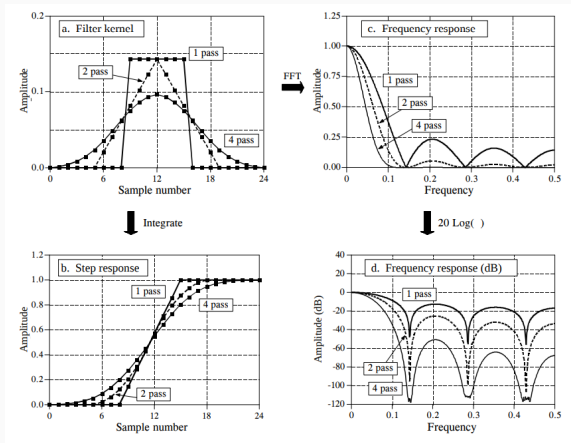 a. Filter kernel
0.2
0.1
0.0
Amplitude
1 pass
2 pass
4 pass
0 6 12 18 24
Sample number
FFT
c. Frequency response
1.25
1.00
0.75
0.50
1.25
0.00
Amplitude
1 pass
2 pass
4 pass
0 0.1 0.2 0.3 0.4 0.5
Frequency
Integrate
20 Log( )
b. Step response
1.2
1.0
0.8
0.6
0.4
0.2
0.0
Amplitude
1 pass
4 pass
2 pass
0 6 12 18 24
Sample number
d. Frequency response (dB)
40
20
0
-20
-40
-60
-80
-100
-120
Amplitude (dB)
1 pass
2 pass
4 pass
0 0.1 0.2 0.3 0.4 0.5
Frequency